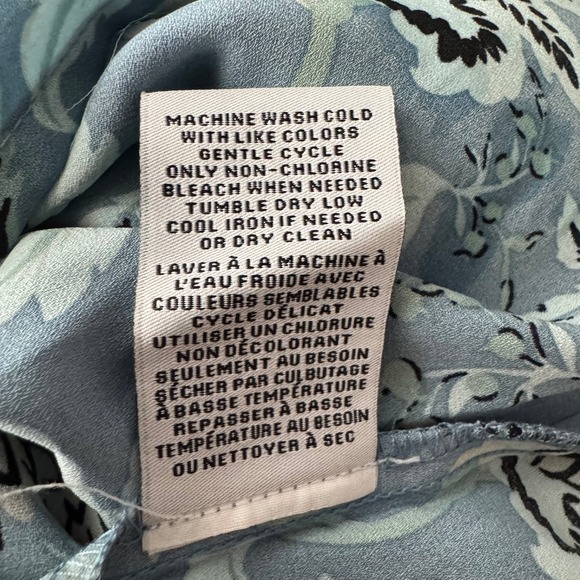 MACHINE WASH COLD
WITH LIKE COLORS
GENTLE CYCLE
ONLY NON-CHLORINE
BLEACH WHEN NEEDED
TUMBLE DRY LOW
COOL IRON IF NEEDED
OR DRY CLEAN
LAVER À LA MACHINE À
L'EAU FROIDE AVEC
COULEURS SEMBLABLES
CYCLE DÉLICAT
UTILISER UN CHLORURE
NON DÉCOLORANT
SEULEMENT AU BESOIN
SÉCHER PAR CULBUTAGE
À BASSE TEMPÉRATURE
REPASSER À BASSE
TEMPÉRATURE AU BESOIN
OU NETTOYER À SEC